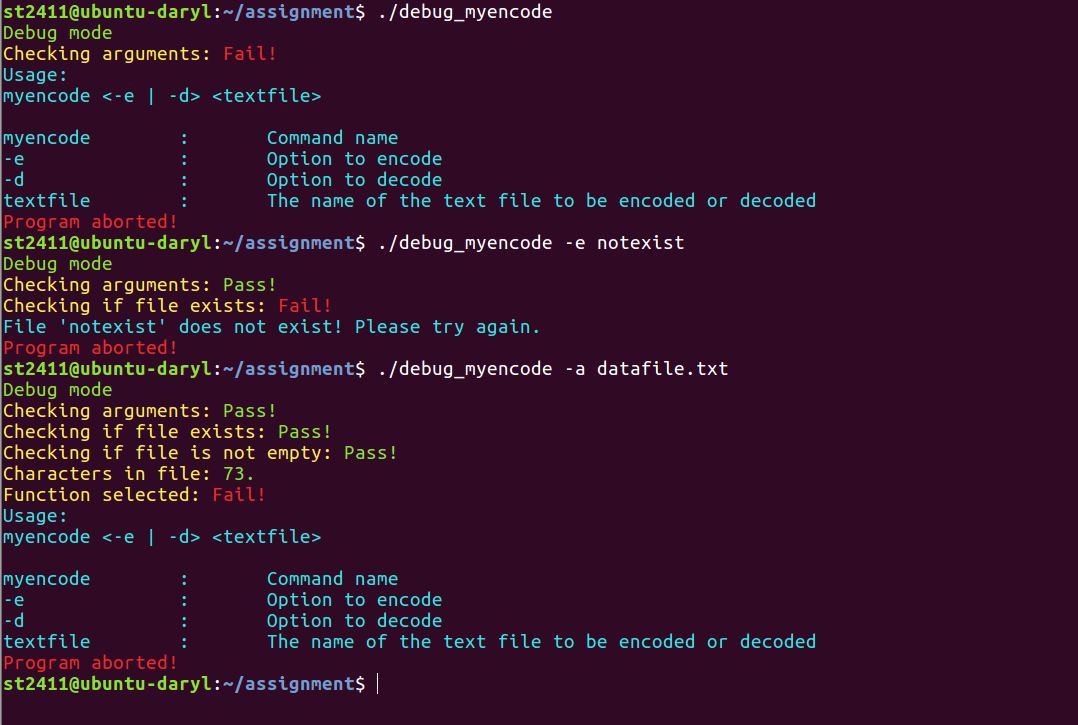 st2411@ubuntu-daryl:~/assignment$ ./debug_myencode
Debug mode
Checking arguments: Fail!
Usage:
myencode <-e | -d> <textfile>
myencode        :       Command name
-e              :       Option to encode
-d              :       Option to decode
textfile        :       The name of the text file to be encoded or decoded
Program aborted!
st2411@ubuntu-daryl:~/assignment$ ./debug_myencode -e notexist
Debug mode
Checking arguments: Pass!
Checking if file exists: Fail!
File 'notexist' does not exist! Please try again.
Program aborted!
st2411@ubuntu-daryl:~/assignment$ ./debug_myencode -a datafile.txt
Debug mode
Checking arguments: Pass!
Checking if file exists: Pass!
Checking if file is not empty: Pass!
Characters in file: 73.
Function selected: Fail!
Usage:
myencode <-e | -d> <textfile>
myencode        :       Command name
-e              :       Option to encode
-d              :       Option to decode
textfile        :       The name of the text file to be encoded or decoded
Program aborted!
st2411@ubuntu-daryl:~/assignment$